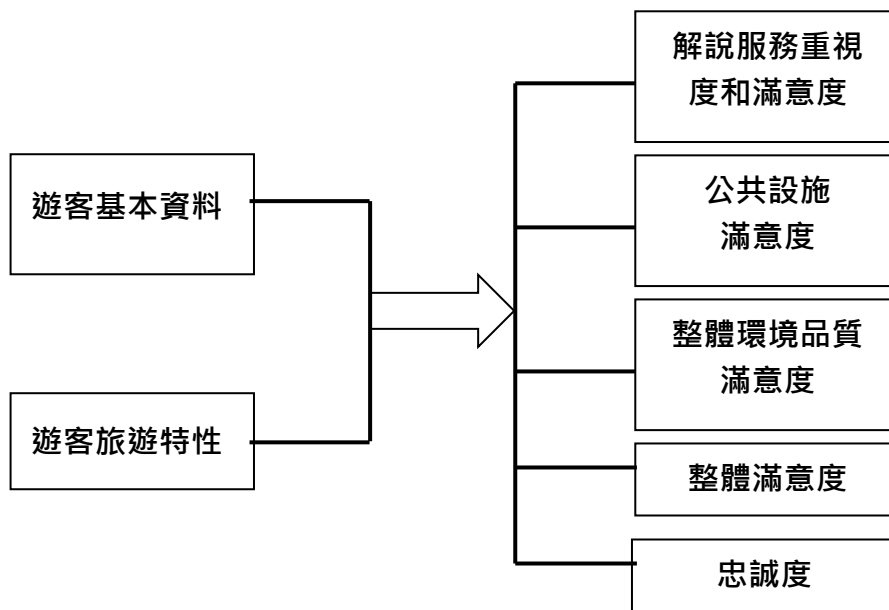 遊客基本資料
遊客旅遊特性
解說服務重視
度和滿意度
公共設施
滿意度
整體環境品質
滿意度
整體滿意度
忠誠度